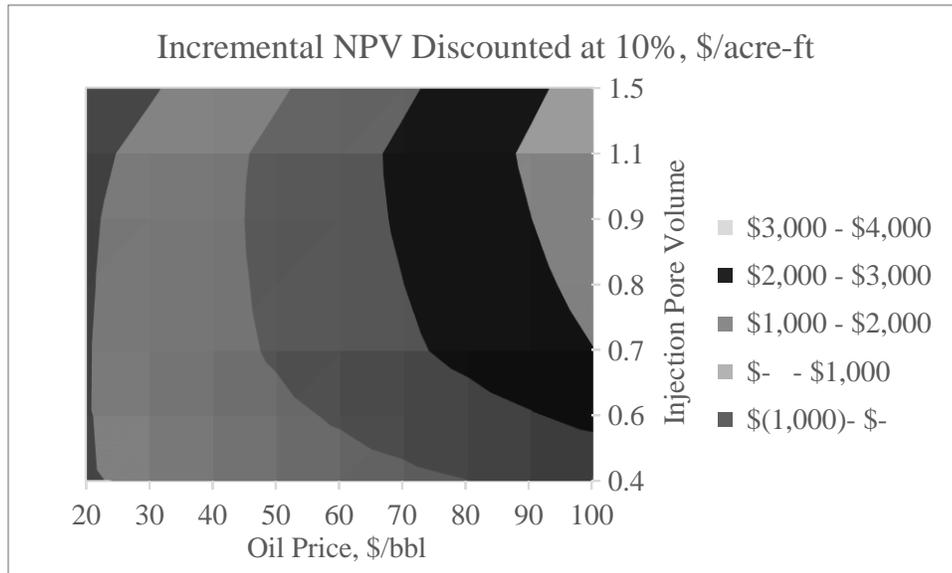 Incremental NPV Discounted at 10%, $/acre-ft
1.5
1.1
0.9
0.8
0.7
0.6
0.4
Injection Pore Volume
20 30 40 50 60 70 80 90 100
Oil Price, $/bbl
$3,000 - $4,000
$2,000 - $3,000
$1,000 - $2,000
$- - $1,000
$(1,000)- $-